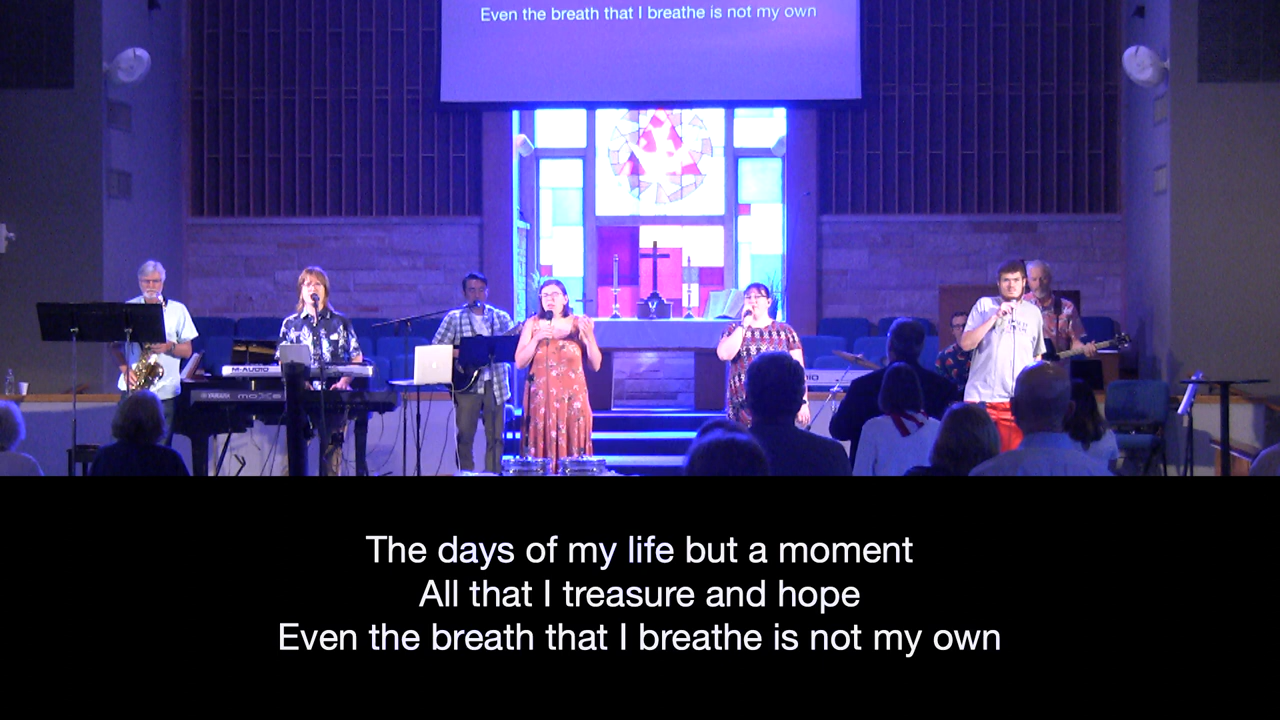 Even the breath that I breathe is not my own
M-AUDIO
YAMAHA
MOX8
The days of my life but a moment
All that I treasure and hope
Even the breath that I breathe is not my own